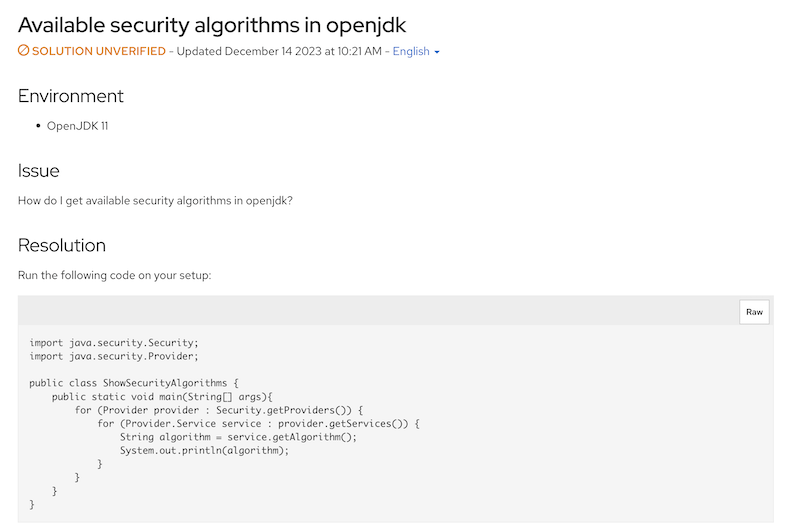 Available security algorithms in openjdk
SOLUTION UNVERIFIED - Updated December 14 2023 at 10:21 AM - English
Environment
• OpenJDK 11
Issue
How do I get available security algorithms in openjdk?
Resolution
Run the following code on your setup:
Raw
import java.security.Security;
import java.security.Provider;

public class ShowSecurityAlgorithms {
    public static void main(String[] args){
        for (Provider provider : Security.getProviders()) {
            for (Provider.Service service : provider.getServices()) {
                String algorithm = service.getAlgorithm();
                System.out.println(algorithm);
            }
        }
    }
}